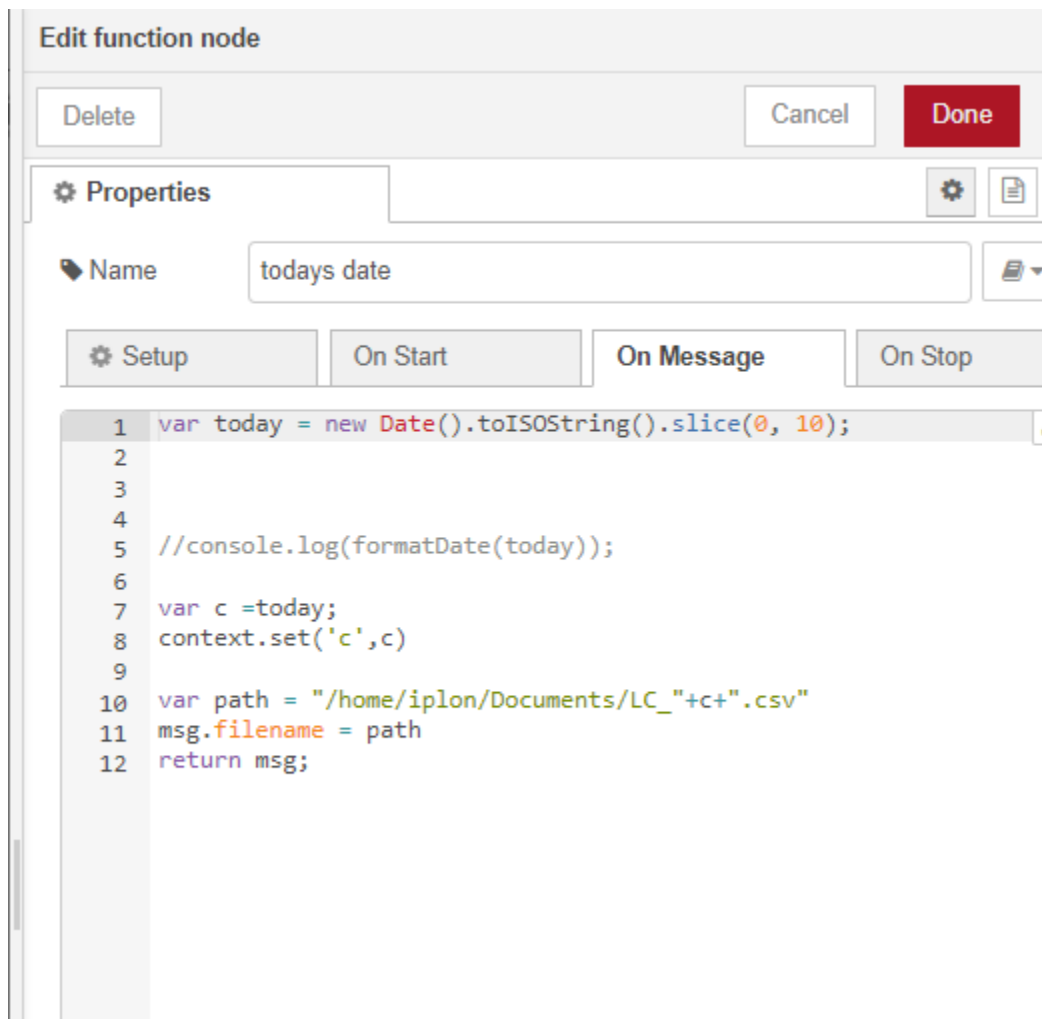 Edit function node
Delete
Cancel
Done
Properties
Name
todays date
Setup
On Start
On Message
On Stop
1 var today = new Date().toISOString().slice(0, 10);
2
3
4
5 //console.log(formatDate(today));
6
7 var c =today;
8 context.set('c',c)
9
10 var path = "/home/iplon/Documents/LC_"+c+".csv"
11 msg.filename = path
12 return msg;